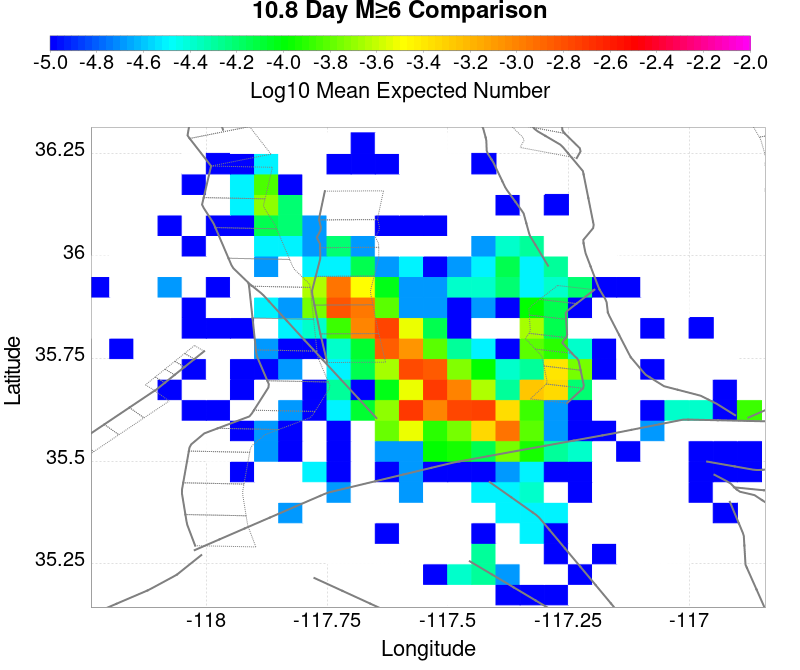 10.8 Day M≥6 Comparison
-5.0 -4.8 -4.6 -4.4 -4.2 -4.0 -3.8 -3.6 -3.4 -3.2 -3.0 -2.8 -2.6 -2.4 -2.2 -2.0
Log10 Mean Expected Number
36.25
36
35.75
35.5
35.25
Latitude
-118 -117.75 -117.5 -117.25 -117
Longitude